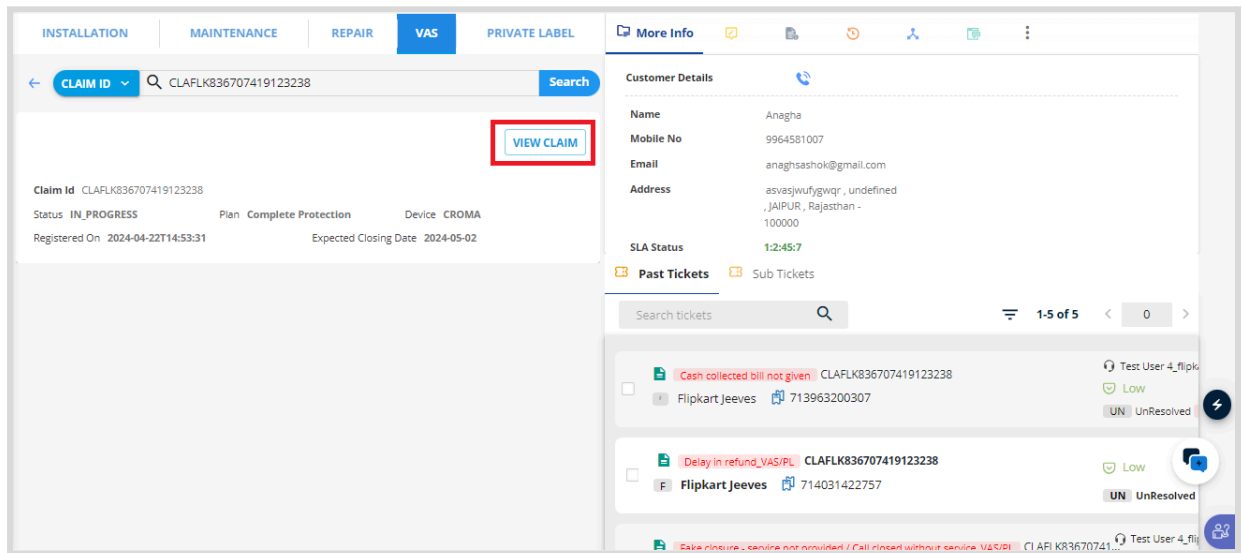 INSTALLATION MAINTENANCE REPAIR VAS PRIVATE LABEL
CLAIM ID CLAFLK836707419123238 Search
VIEW CLAIM
Claim Id CLAFLK836707419123238
Status IN_PROGRESS Plan Complete Protection Device CROMA
Registered On 2024-04-22T14:53:31 Expected Closing Date 2024-05-02
More Info
Customer Details
Name Anagha
Mobile No 9964581007
Email anaghsashok@gmail.com
Address asvasjwufygwqr , undefined
, JAIPUR , Rajasthan -
100000
SLA Status 1:2:45:7
Past Tickets Sub Tickets
Search tickets 1-5 of 5 0
Cash collected bill not given CLAFLK836707419123238 Test User 4_flipk
Low
Flipkart Jeeves 713963200307 UN UnResolved
Delay in refund_VAS/PL CLAFLK836707419123238
Low
F Flipkart Jeeves 714031422757 UN UnResolved
Fake closure - service not provided / Call closed without service_VAS/PL CLAFLK83670741... Test User 4_fli